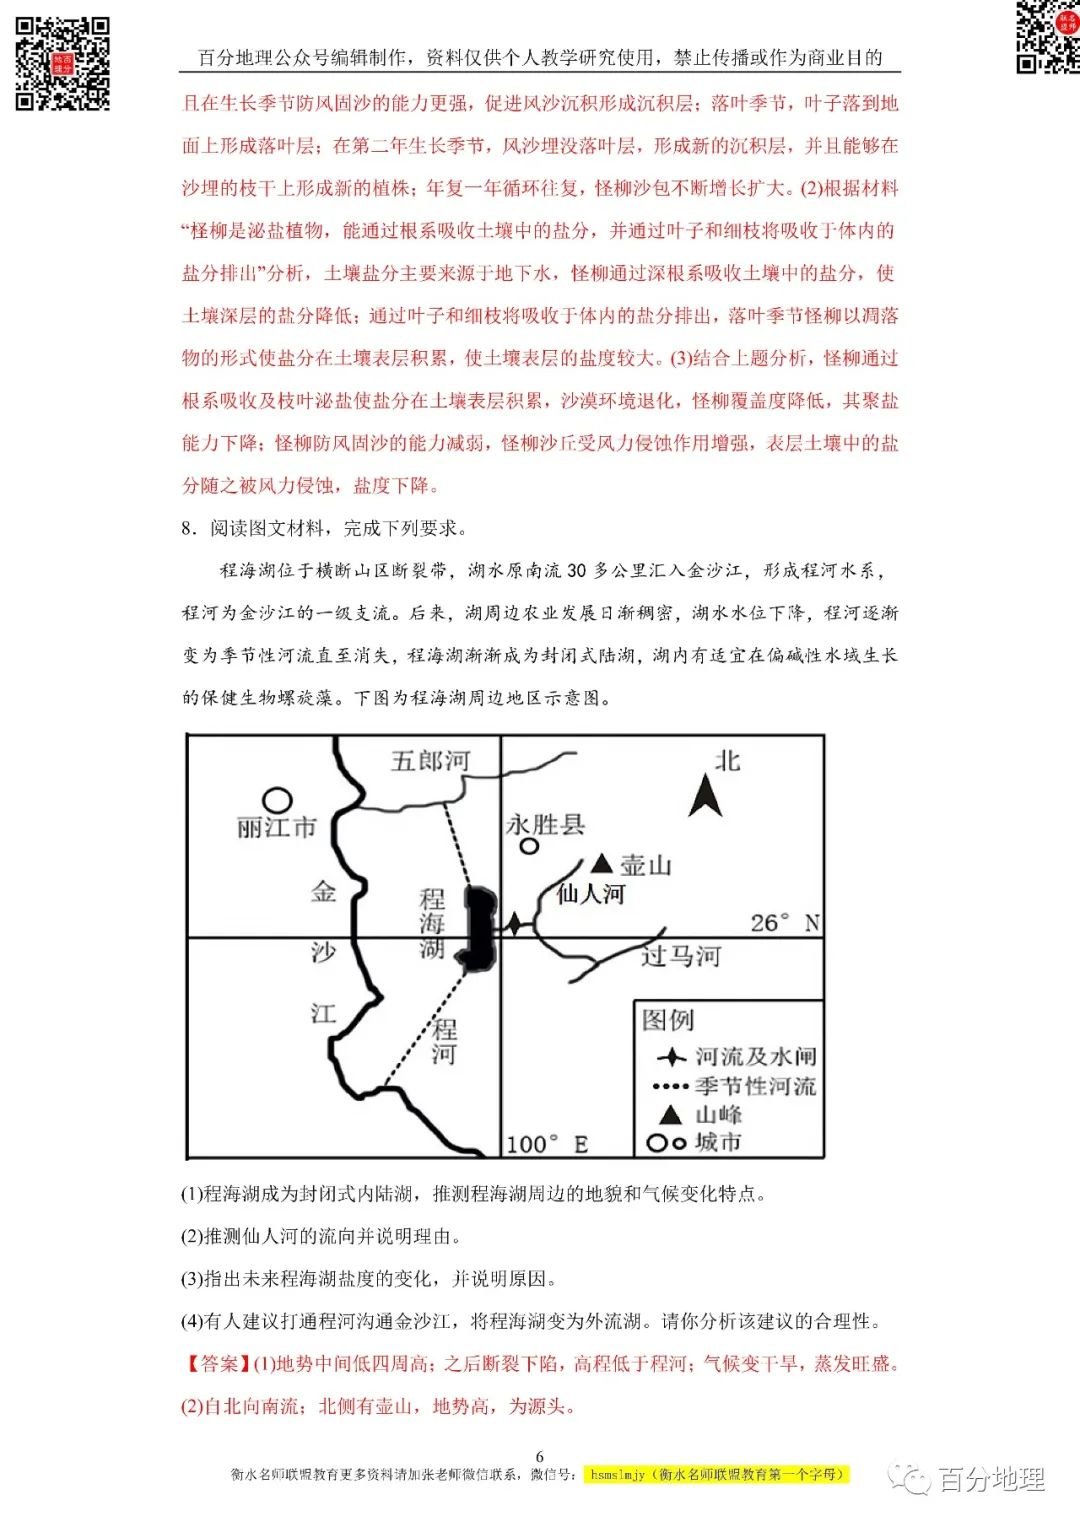 百分地理公众号编辑制作，资料仅供个人教学研究使用，禁止传播或作为商业目的
且在生长季节防风固沙的能力更强，促进风沙沉积形成沉积层；落叶季节，叶子落到地
面上形成落叶层；在第二年生长季节，风沙埋没落叶层，形成新的沉积层，并且能够在
沙埋的枝干上形成新的植株；年复一年循环往复，怪柳沙包不断增长扩大。(2)根据材料
“柽柳是泌盐植物，能通过根系吸收土壤中的盐分，并通过叶子和细枝将吸收于体内的
盐分排出”分析，土壤盐分主要来源于地下水，怪柳通过深根系吸收土壤中的盐分，使
土壤深层的盐分降低；通过叶子和细枝将吸收于体内的盐分排出，落叶季节怪柳以凋落
物的形式使盐分在土壤表层积累，使土壤表层的盐度较大。(3)结合上题分析，怪柳通过
根系吸收及枝叶泌盐使盐分在土壤表层积累，沙漠环境退化，怪柳覆盖度降低，其聚盐
能力下降；怪柳防风固沙的能力减弱，怪柳沙丘受风力侵蚀作用增强，表层土壤中的盐
分随之被风力侵蚀，盐度下降。
8．阅读图文材料，完成下列要求。
程海湖位于横断山区断裂带，湖水原南流 30 多公里汇入金沙江，形成程河水系，
程河为金沙江的一级支流。后来，湖周边农业发展日渐稠密，湖水水位下降，程河逐渐
变为季节性河流直至消失，程海湖渐渐成为封闭式陆湖，湖内有适宜在偏碱性水域生长
的保健生物螺旋藻。下图为程海湖周边地区示意图。
五郎河
北
丽江市
永胜县
壶山
金沙江
程海湖
仙人河
26° N
过马河
程河
图例
河流及水闸
季节性河流
山峰
城市
100° E
(1)程海湖成为封闭式内陆湖，推测程海湖周边的地貌和气候变化特点。
(2)推测仙人河的流向并说明理由。
(3)指出未来程海湖盐度的变化，并说明原因。
(4)有人建议打通程河沟通金沙江，将程海湖变为外流湖。请你分析该建议的合理性。
【答案】(1)地势中间低四周高；之后断裂下陷，高程低于程河；气候变干旱，蒸发旺盛。
(2)自北向南流；北侧有壶山，地势高，为源头。
6
衡水名师联盟教育更多资料请加张老师微信联系，微信号： hsmslmjy（衡水名师联盟教育第一个字母）
百分地理